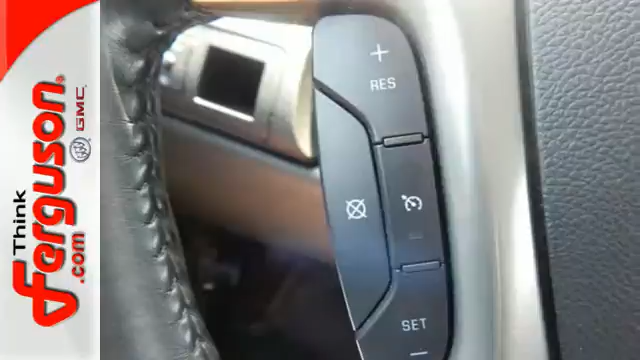 Think
Ferguson®
.com
GMC
+
RES
SET
–